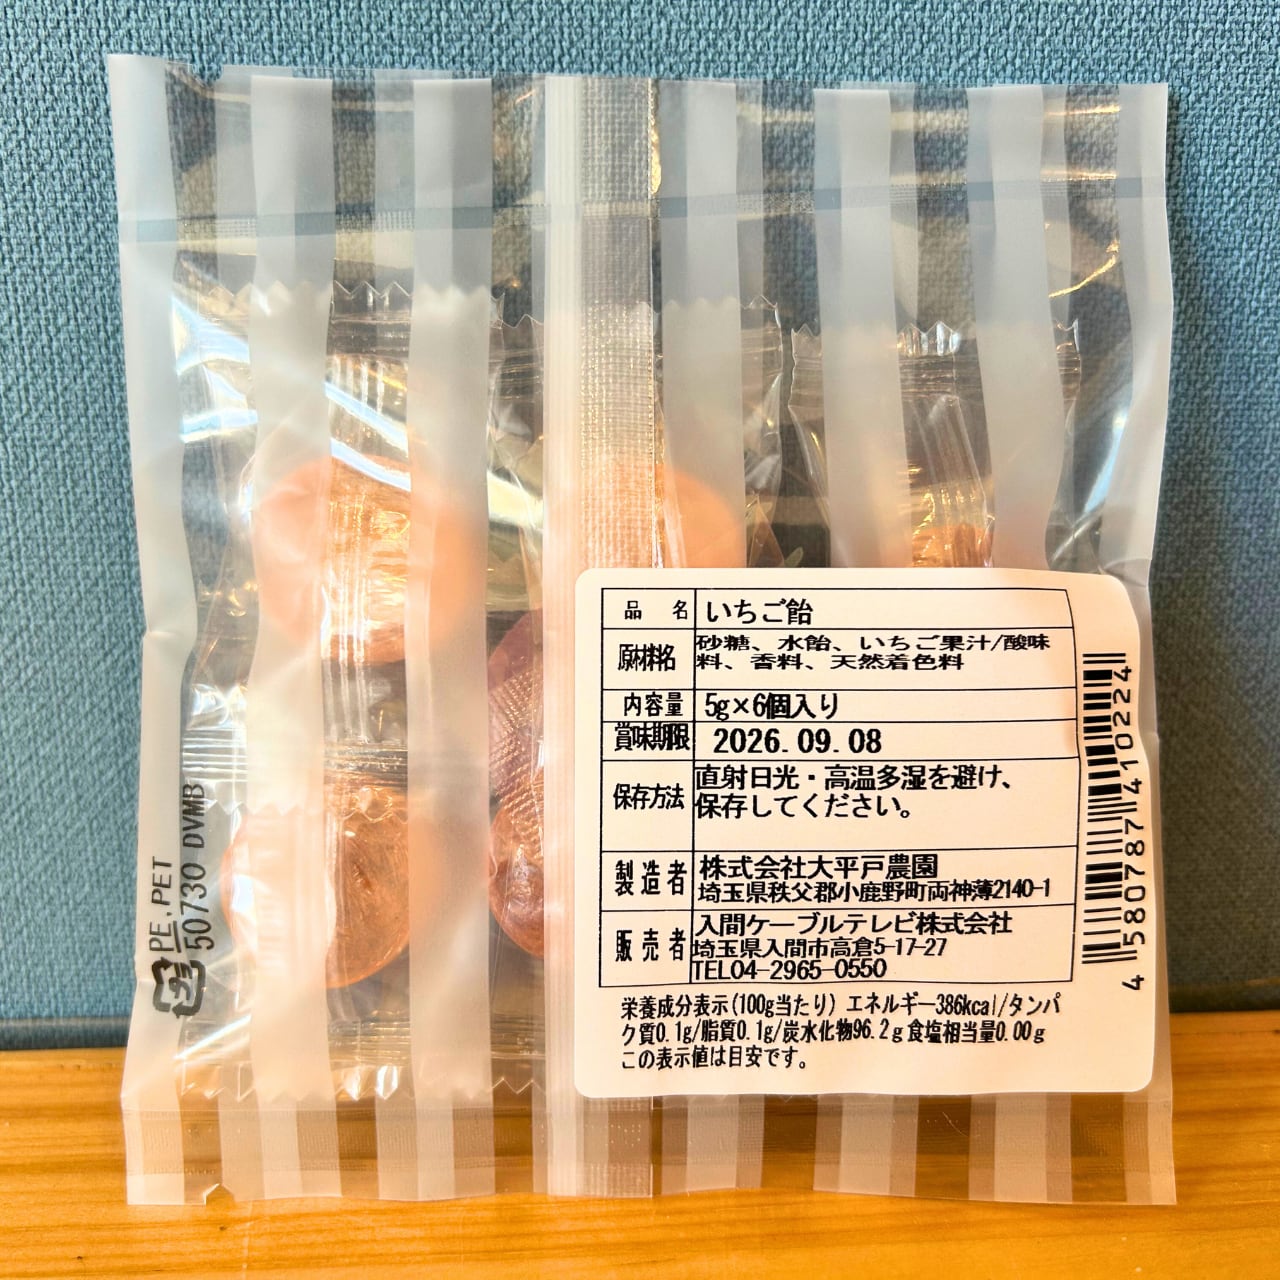 品名 いちご飴
原材料名 砂糖、水飴、いちご果汁/酸味
料、香料、天然着色料
内容量 5g×6個入り
賞味期限 2026.09.08
保存方法 直射日光・高温多湿を避け、
保存してください。
製造者 株式会社大平戸農園
埼玉県秩父郡小鹿野町両神薄2140-1
販売者 入間ケーブルテレビ株式会社
埼玉県入間市高倉5-17-27
TEL04-2965-0550
栄養成分表示(100g当たり) エネルギー386kcal/タンパ
ク質0.1g/脂質0.1g/炭水化物96.2g食塩相当量0.00g
この表示値は目安です。
4580787410224
プラ
PE,PET
50730 DVMB